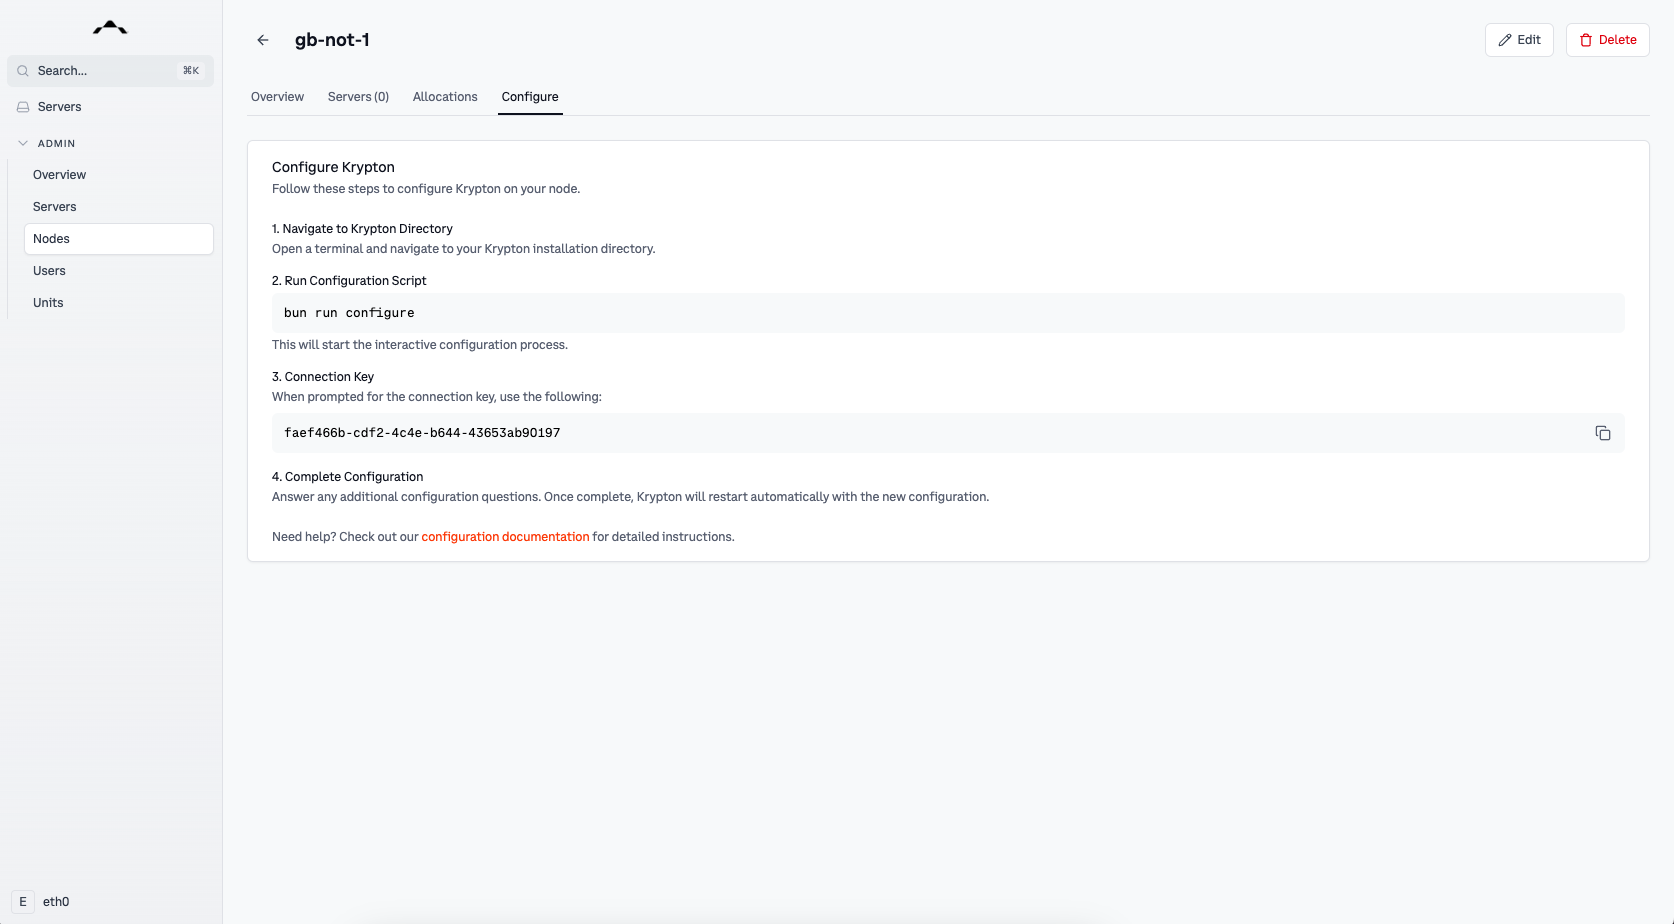 Search...
⌘K
Servers
ADMIN
Overview
Servers
Nodes
Users
Units
E
eth0
gb-not-1
Edit
Delete
Overview
Servers (0)
Allocations
Configure
Configure Krypton
Follow these steps to configure Krypton on your node.
1. Navigate to Krypton Directory
Open a terminal and navigate to your Krypton installation directory.
2. Run Configuration Script
bun run configure
This will start the interactive configuration process.
3. Connection Key
When prompted for the connection key, use the following:
faef466b-cdf2-4c4e-b644-43653ab90197
4. Complete Configuration
Answer any additional configuration questions. Once complete, Krypton will restart automatically with the new configuration.
Need help? Check out our configuration documentation for detailed instructions.